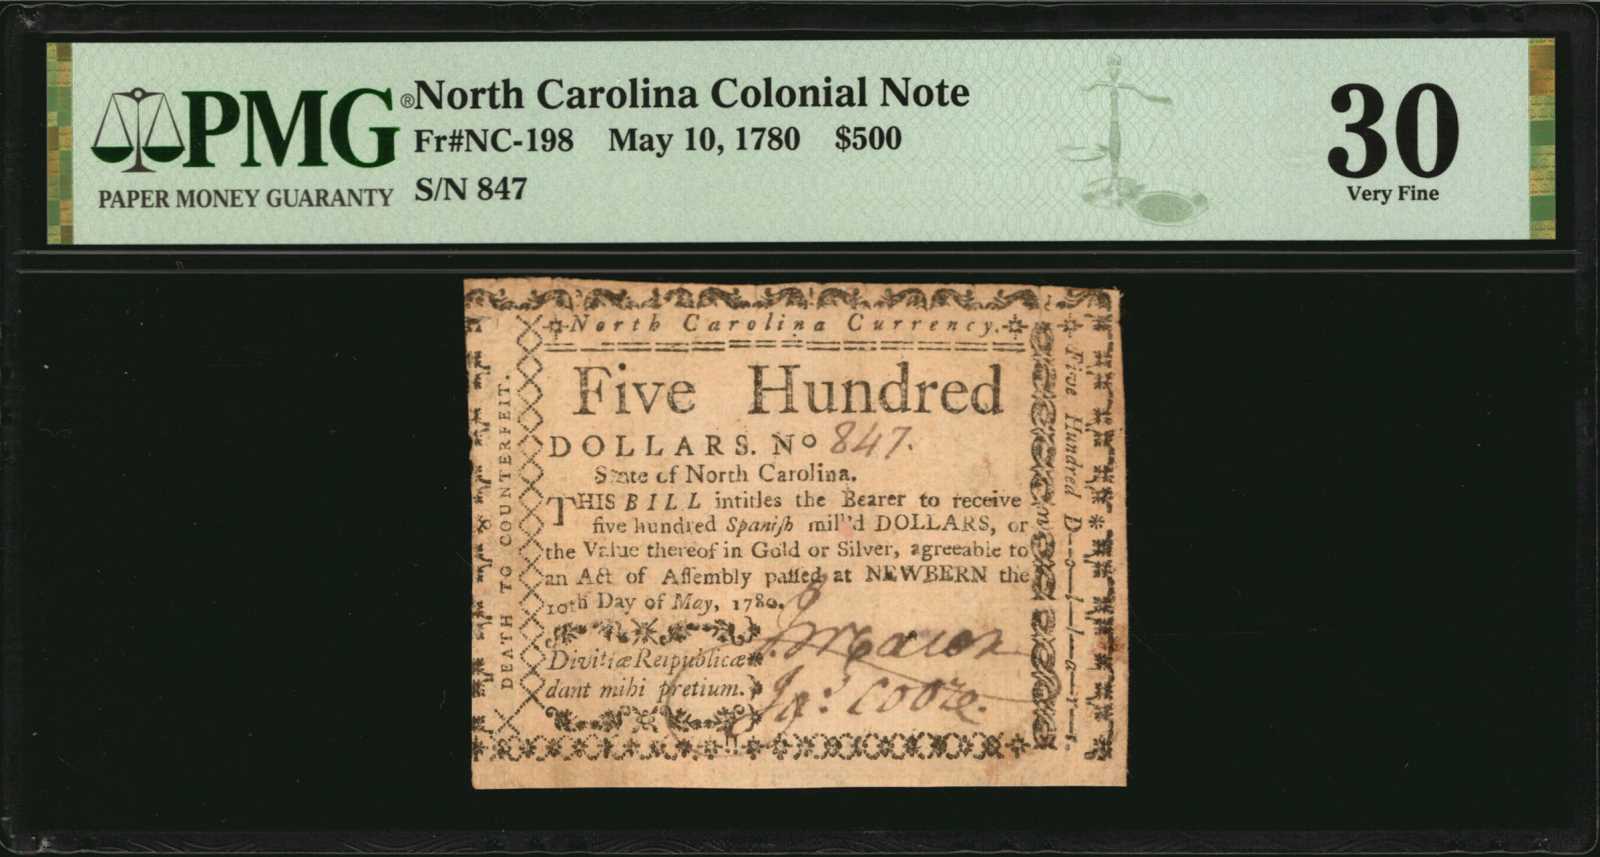 PMG®
PAPER MONEY GUARANTY
North Carolina Colonial Note
Fr#NC-198 May 10, 1780 $500
S/N 847
30
Very Fine
North Carolina Currency.
Five Hundred
DOLLARS. No 847.
State of North Carolina.
THIS BILL intitles the Bearer to receive
five hundred Spaniſh mill'd DOLLARS, or
the Value thereof in Gold or Silver, agreeable to
an Act of Aſſembly paſſed at NEWBERN the
10th Day of May, 1780.
Divitiæ Reipublicæ
dant mihi pretium.
Jas: Coore.
DEATH TO COUNTERFEIT.
Five Hundred D-o-l-l-a-r-s.